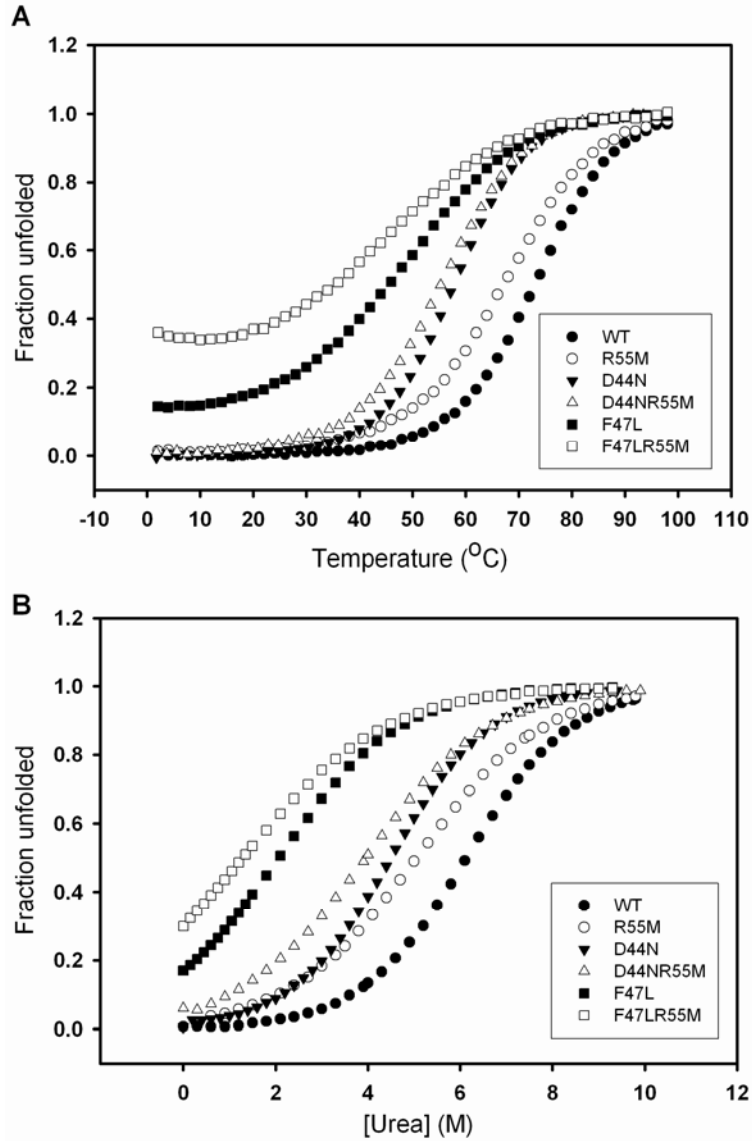 A
1.2
1.0
0.8
0.6
0.4
0.2
0.0
Fraction unfolded
WT
R55M
D44N
D44NR55M
F47L
F47LR55M
-10 0 10 20 30 40 50 60 70 80 90 100 110
Temperature (OC)
B
1.2
1.0
0.8
0.6
0.4
0.2
0.0
Fraction unfolded
WT
R55M
D44N
D44NR55M
F47L
F47LR55M
0 2 4 6 8 10 12
[Urea] (M)